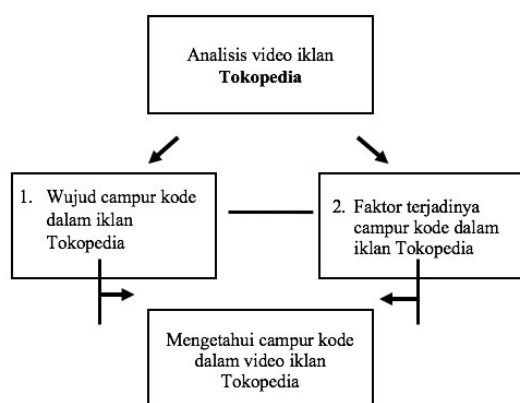 Analisis video iklan
Tokopedia
1. Wujud campur kode
dalam iklan
Tokopedia
2. Faktor terjadinya
campur kode dalam
iklan Tokopedia
Mengetahui campur kode
dalam video iklan
Tokopedia